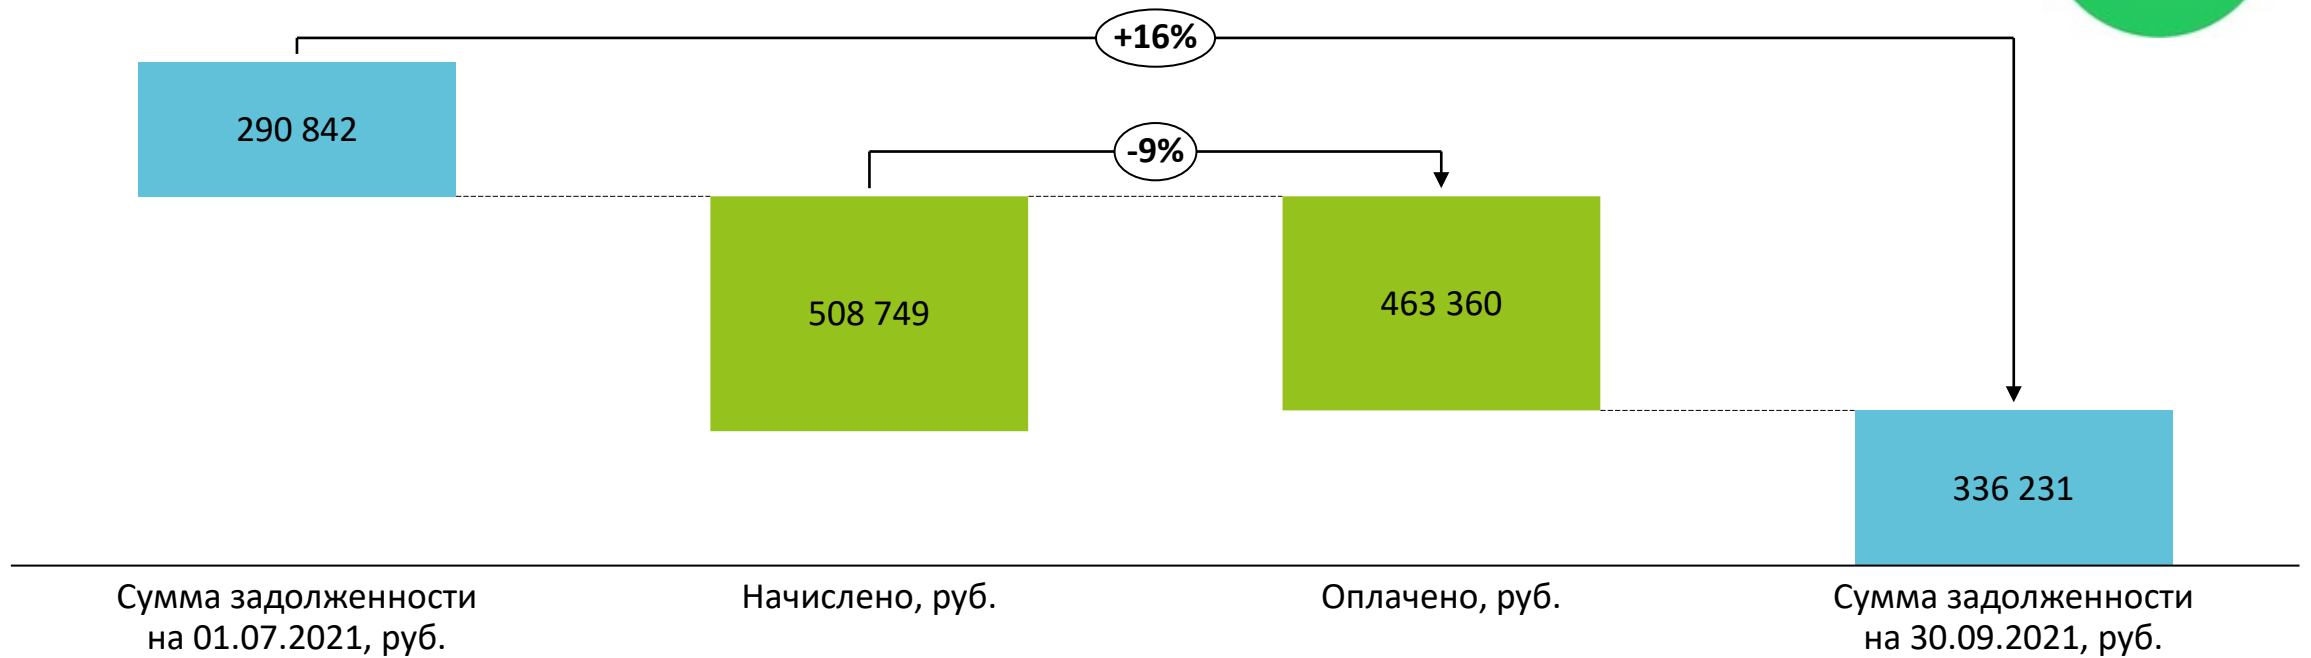 +16%
290 842
-9%
508 749
463 360
336 231
Сумма задолженности
на 01.07.2021, руб.
Начислено, руб.
Оплачено, руб.
Сумма задолженности
на 30.09.2021, руб.